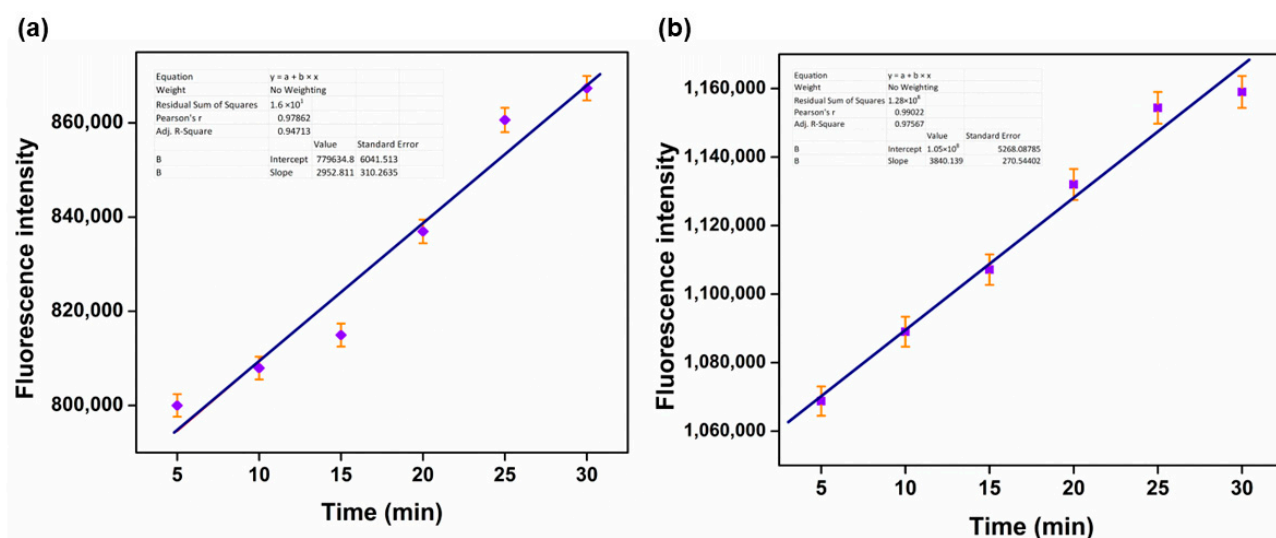 (a)
Equation y = a + b × x
Weight No Weighting
Residual Sum of Squares 1.6 ×10¹
Pearson's r 0.97862
Adj. R-Square 0.94713
Value Standard Error
B Intercept 779634.8 6041.513
B Slope 2952.811 310.2635
860,000
840,000
820,000
800,000
Fluorescence intensity
5 10 15 20 25 30
Time (min)
(b)
Equation y = a + b × x
Weight No Weighting
Residual Sum of Squares 1.28×10⁸
Pearson's r 0.99022
Adj. R-Square 0.97567
Value Standard Error
B Intercept 1.05×10⁸ 5268.08785
B Slope 3840.139 270.54402
1,160,000
1,140,000
1,120,000
1,100,000
1,080,000
1,060,000
Fluorescence intensity
5 10 15 20 25 30
Time (min)